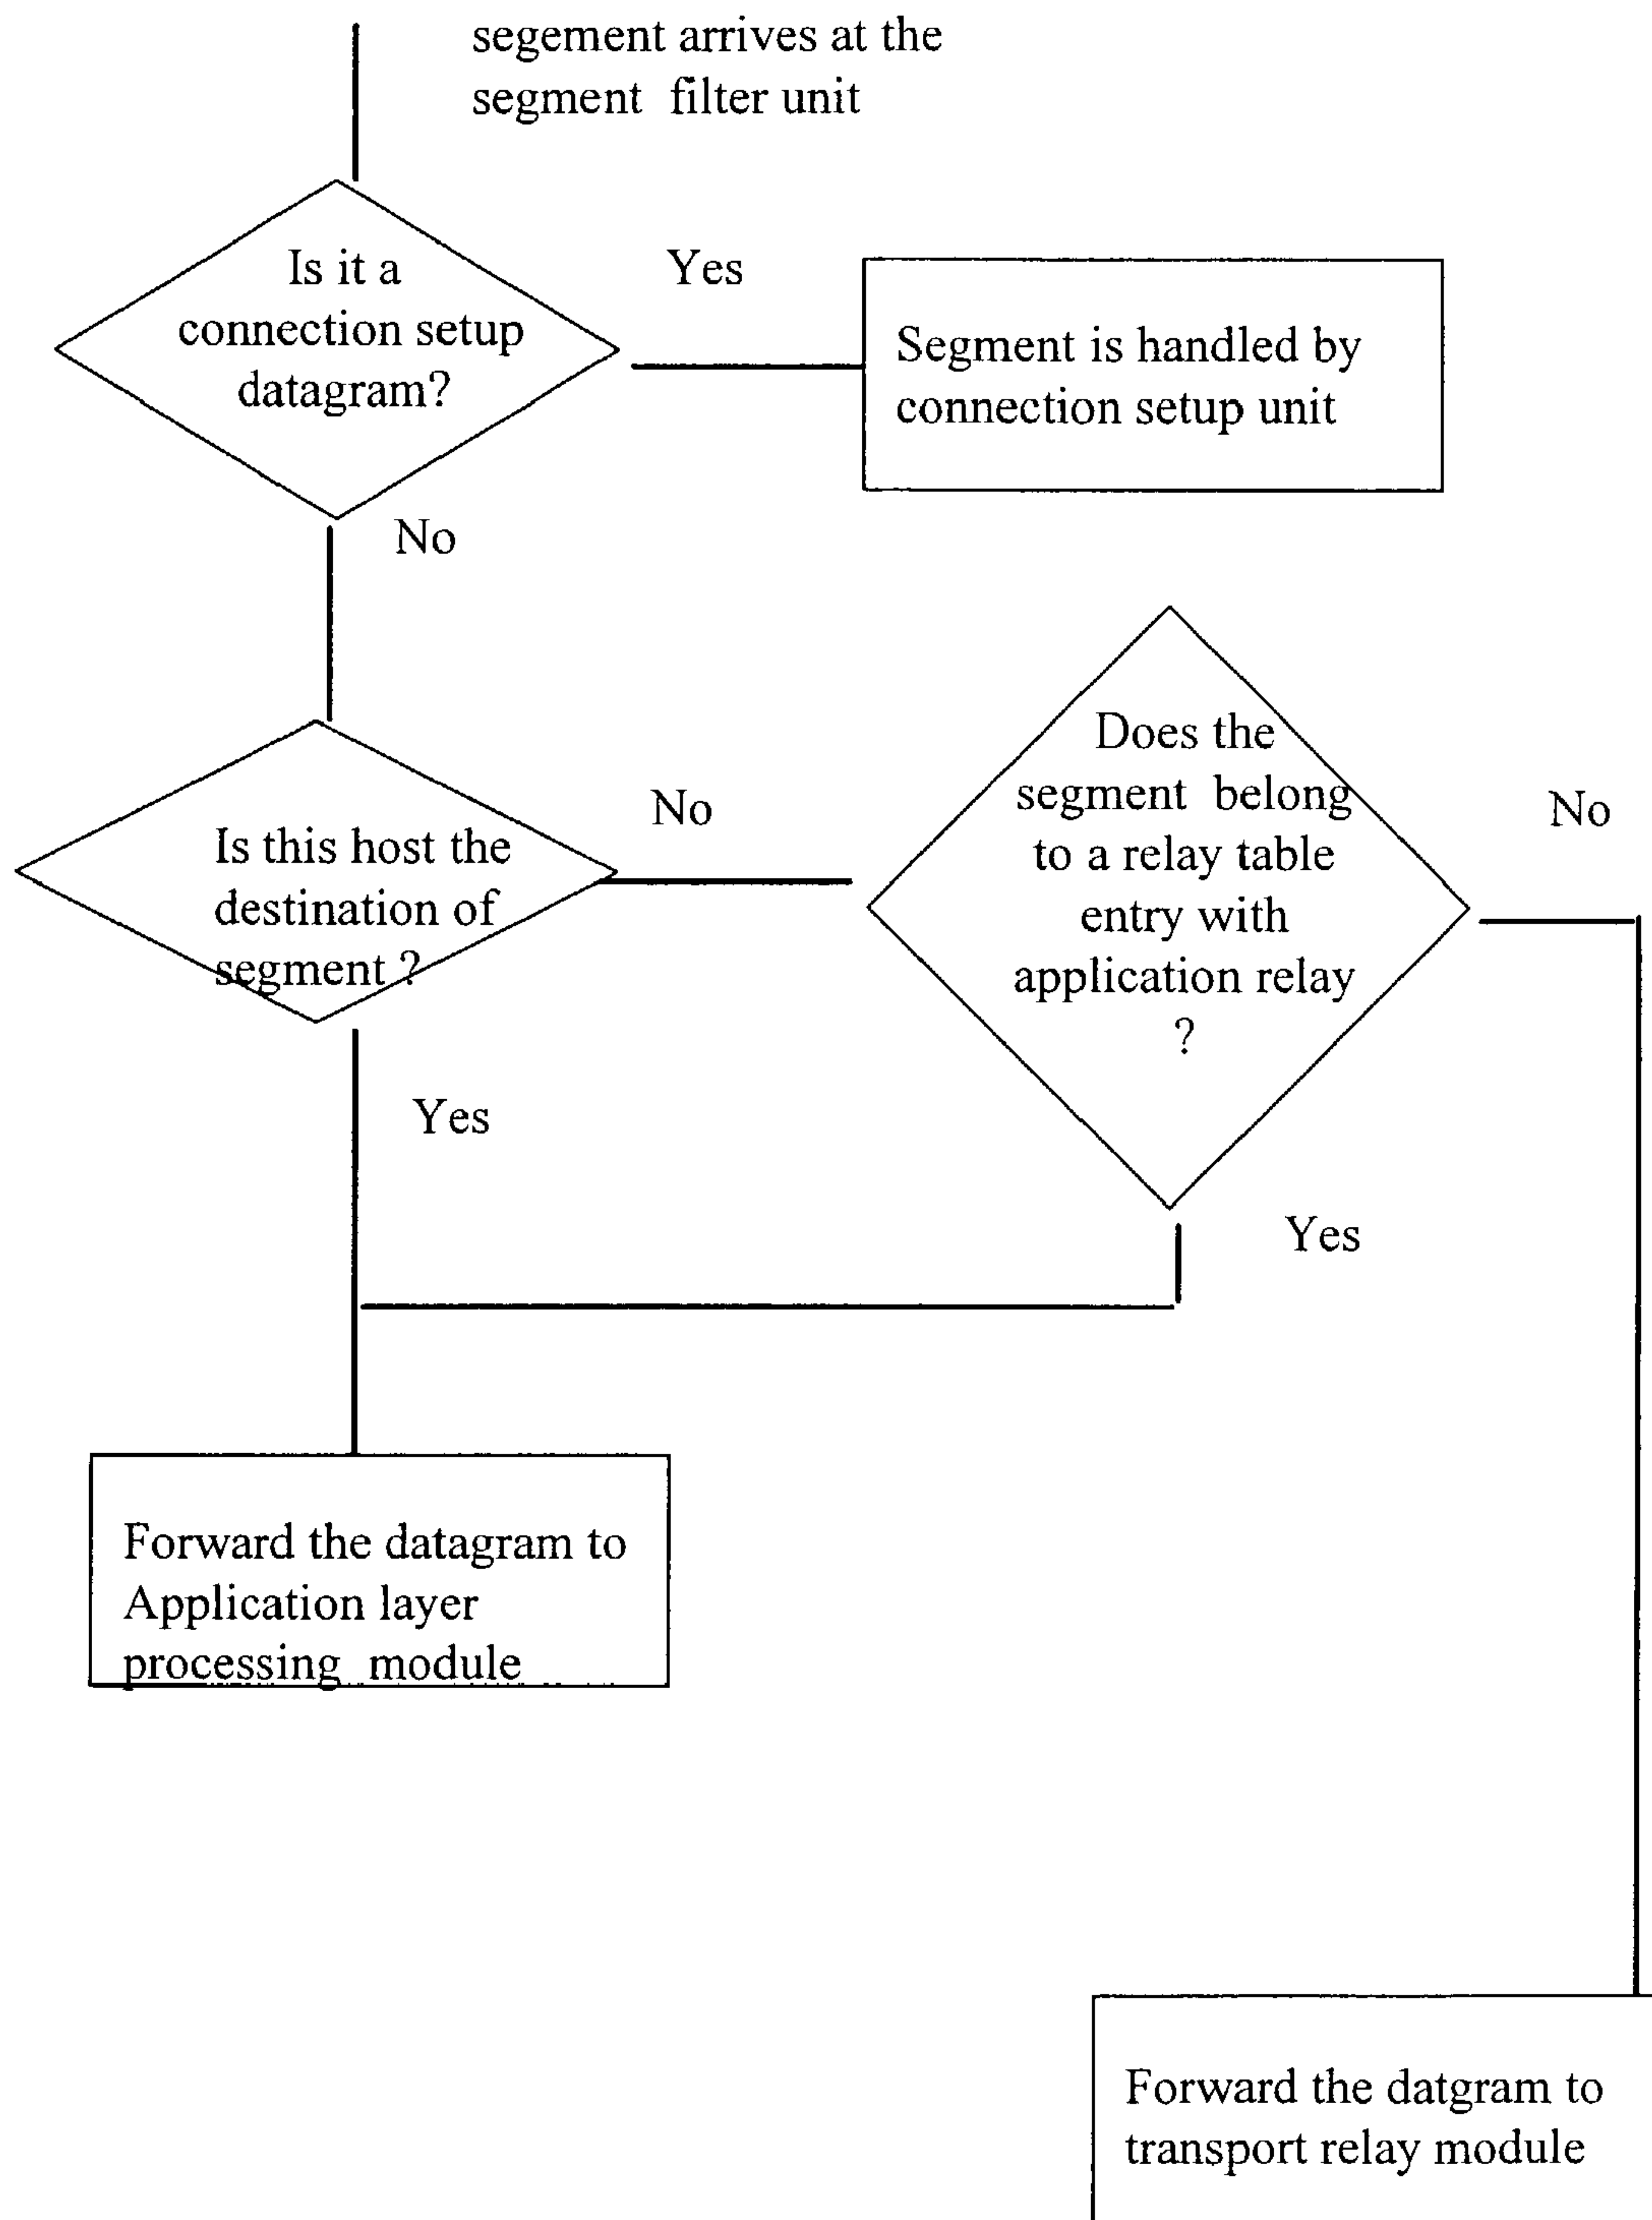 segement arrives at the
segment filter unit
Is it a
connection setup
datagram?
Yes
Segment is handled by
connection setup unit
No
Is this host the
destination of
segment ?
No
Does the
segment belong
to a relay table
entry with
application relay
?
No
Yes
Yes
Forward the datagram to
Application layer
processing module
Forward the datgram to
transport relay module